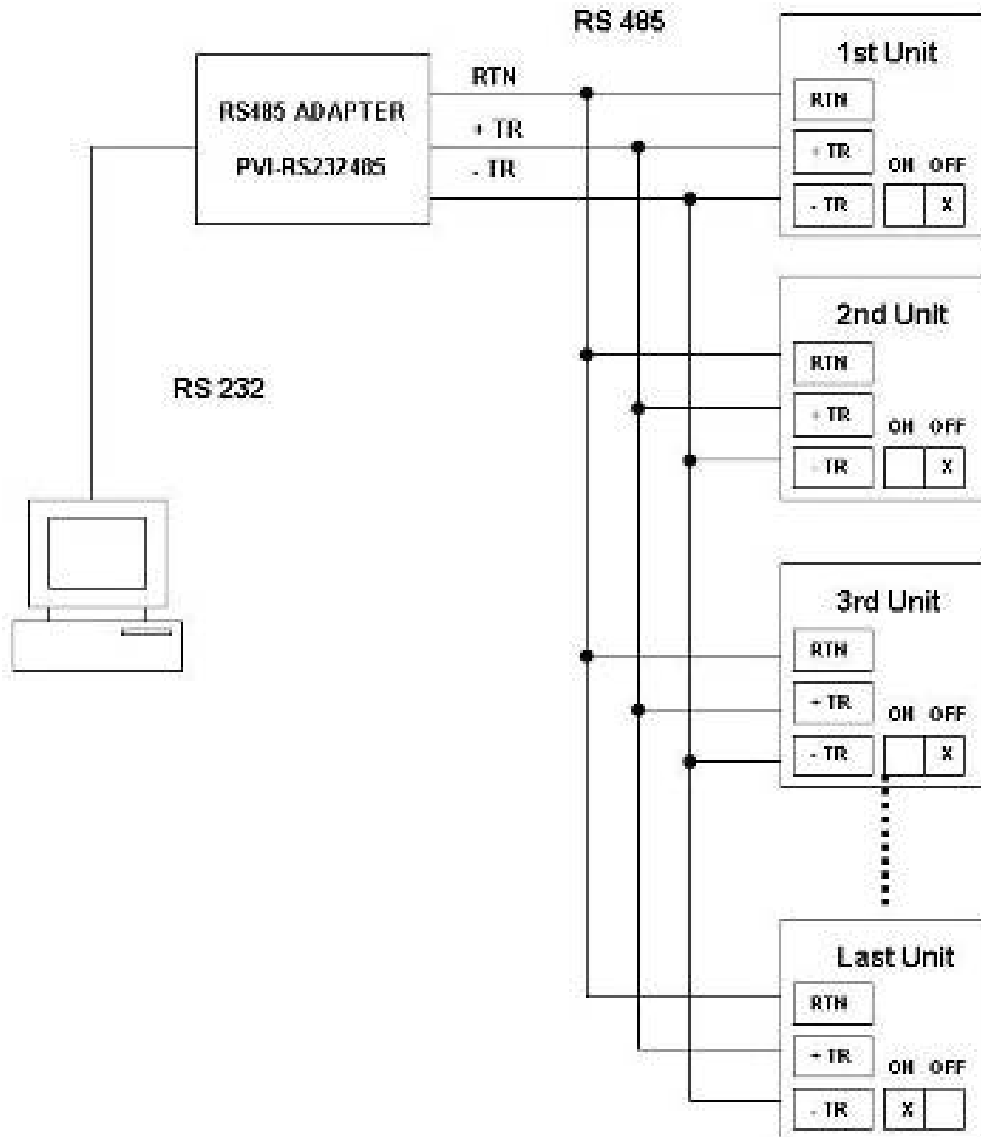 RS 485
RTN
+ TR
- TR
RS485 ADAPTER
PVI-RS232485
RS 232
1st Unit
RTN
+ TR
- TR
ON OFF
X
2nd Unit
RTN
+ TR
- TR
ON OFF
X
3rd Unit
RTN
+ TR
- TR
ON OFF
X
Last Unit
RTN
+ TR
- TR
ON OFF
X